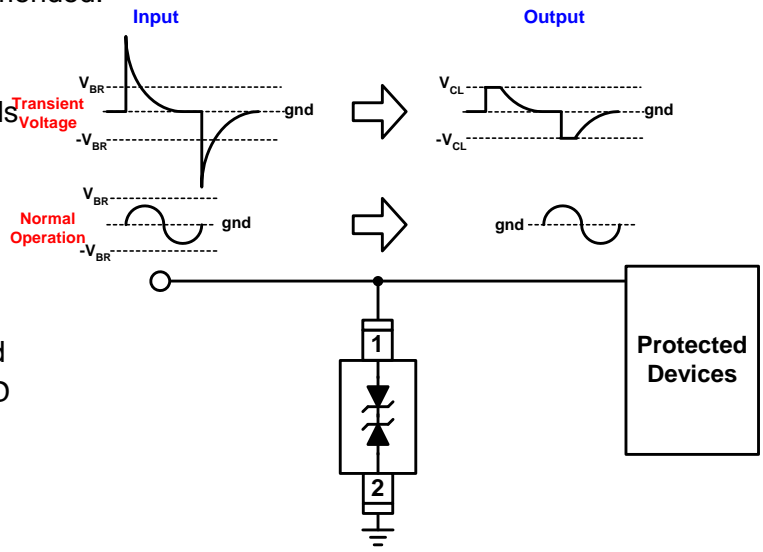 Input
Output
V_BR
V_CL
Transient
Voltage
gnd
gnd
-V_BR
-V_CL
V_BR
Normal
Operation
gnd
gnd
-V_BR
1
Protected
Devices
2